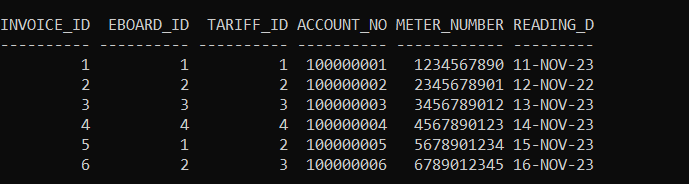 INVOICE_ID  EBOARD_ID  TARIFF_ID ACCOUNT_NO METER_NUMBER READING_D
---------- ---------- ---------- ---------- ------------ ---------
         1          1          1  100000001   1234567890 11-NOV-23
         2          2          2  100000002   2345678901 12-NOV-22
         3          3          3  100000003   3456789012 13-NOV-23
         4          4          4  100000004   4567890123 14-NOV-23
         5          1          2  100000005   5678901234 15-NOV-23
         6          2          3  100000006   6789012345 16-NOV-23